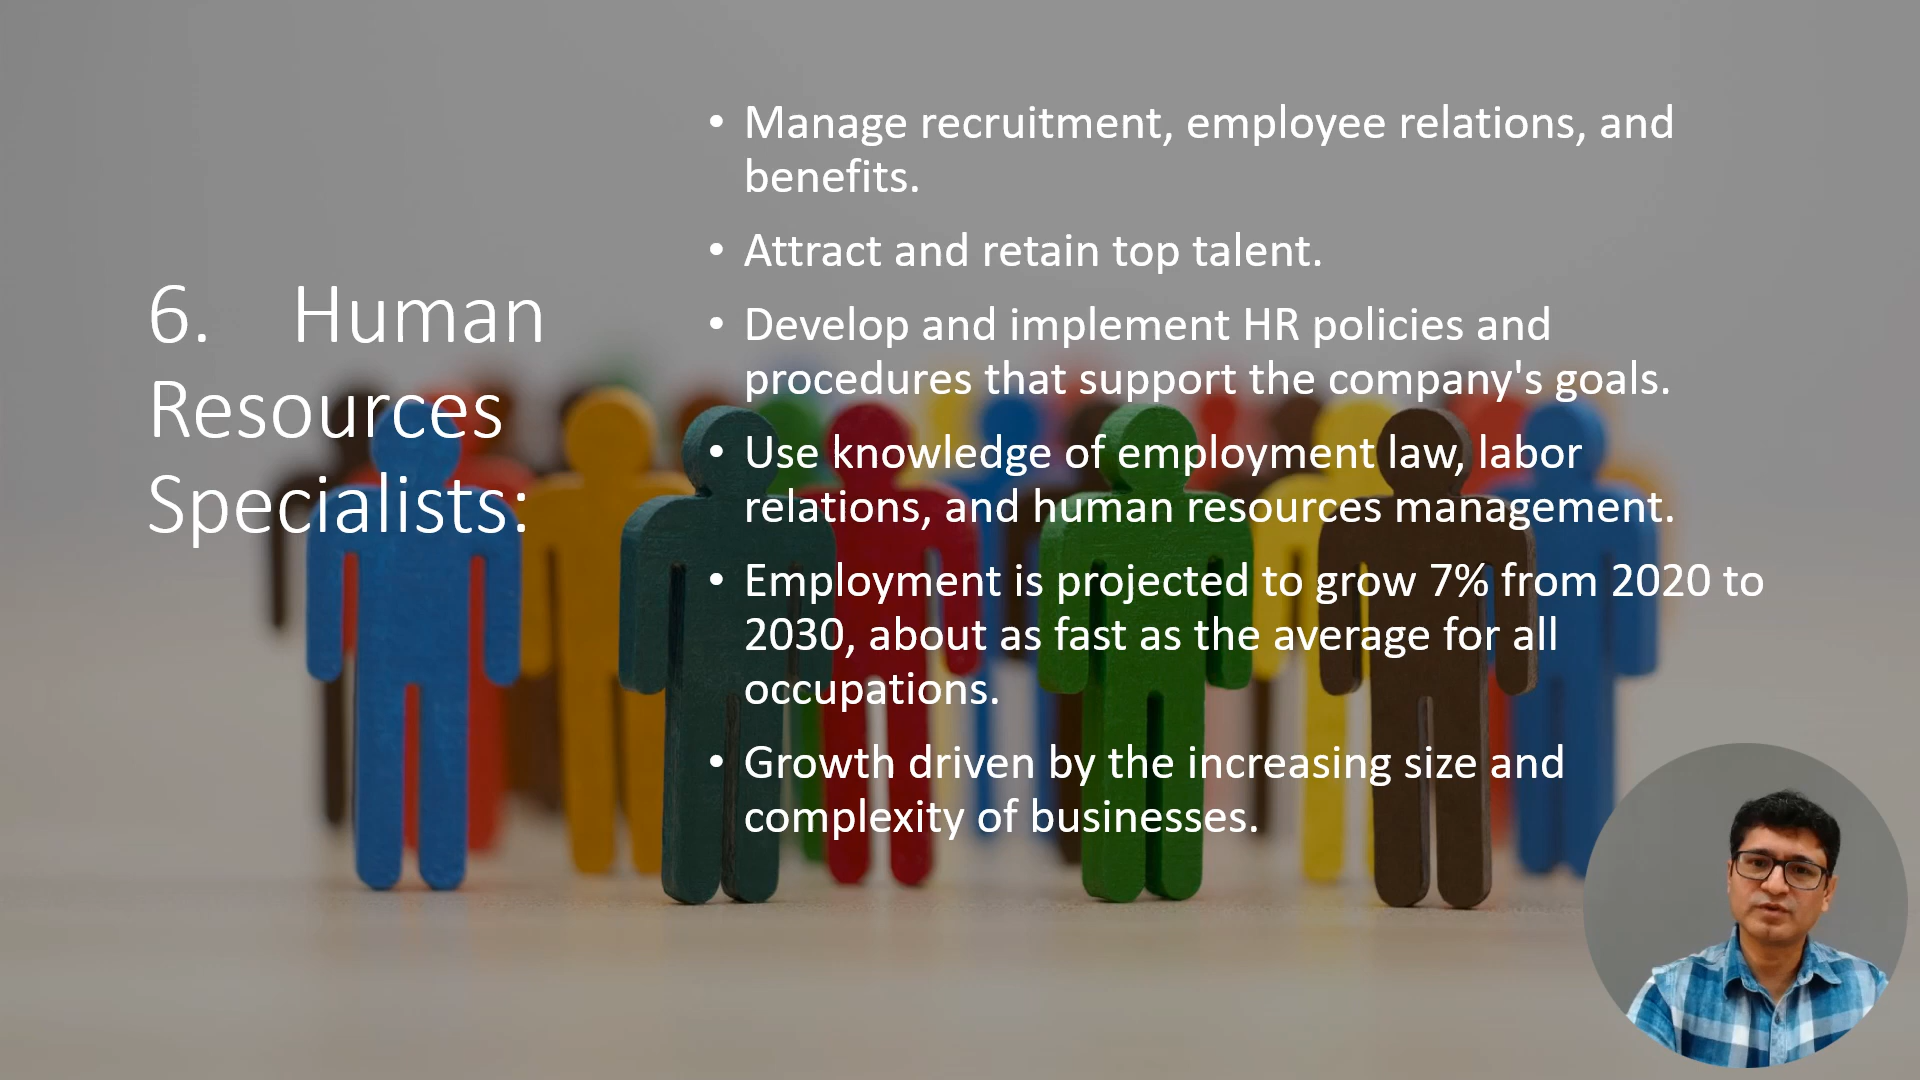 6. Human
Resources
Specialists:
• Manage recruitment, employee relations, and
benefits.
• Attract and retain top talent.
• Develop and implement HR policies and
procedures that support the company's goals.
• Use knowledge of employment law, labor
relations, and human resources management.
• Employment is projected to grow 7% from 2020 to
2030, about as fast as the average for all
occupations.
• Growth driven by the increasing size and
complexity of businesses.